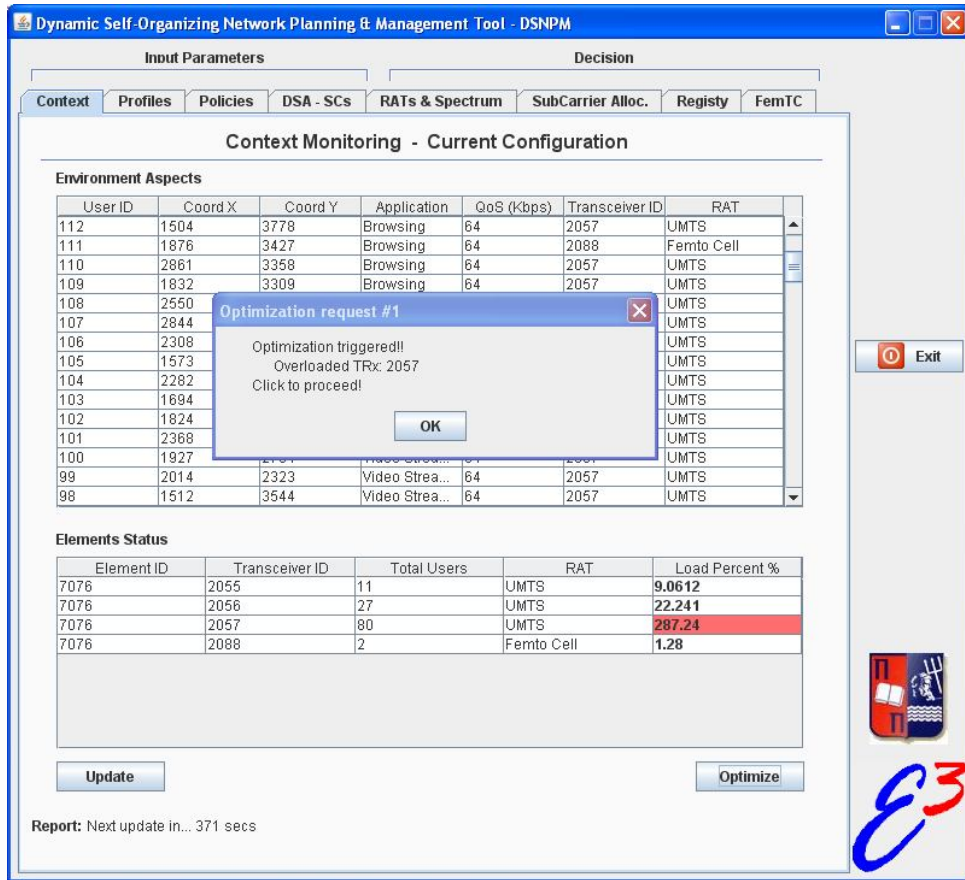 Dynamic Self-Organizing Network Planning & Management Tool - DSNPM
Input Parameters Decision
Context Profiles Policies DSA - SCs RATs & Spectrum SubCarrier Alloc. Registy FemTC
Context Monitoring - Current Configuration
Environment Aspects
User ID Coord X Coord Y Application QoS (Kbps) Transceiver ID RAT
112 1504 3778 Browsing 64 2057 UMTS
111 1876 3427 Browsing 64 2088 Femto Cell
110 2861 3358 Browsing 64 2057 UMTS
109 1832 3309 Browsing 64 2057 UMTS
108 2550 UMTS
107 2844 UMTS
106 2308 UMTS
105 1573 UMTS
104 2282 UMTS
103 1694 UMTS
102 1824 UMTS
101 2368 UMTS
100 1927 UMTS
99 2014 2323 Video Strea... 64 2057 UMTS
98 1512 3544 Video Strea... 64 2057 UMTS
Optimization request #1
Optimization triggered!!
Overloaded TRx: 2057
Click to proceed!
OK
Exit
Elements Status
Element ID Transceiver ID Total Users RAT Load Percent %
7076 2055 11 UMTS 9.0612
7076 2056 27 UMTS 22.241
7076 2057 80 UMTS 287.24
7076 2088 2 Femto Cell 1.28
Update Optimize
Report: Next update in... 371 secs
Π
Π
E3